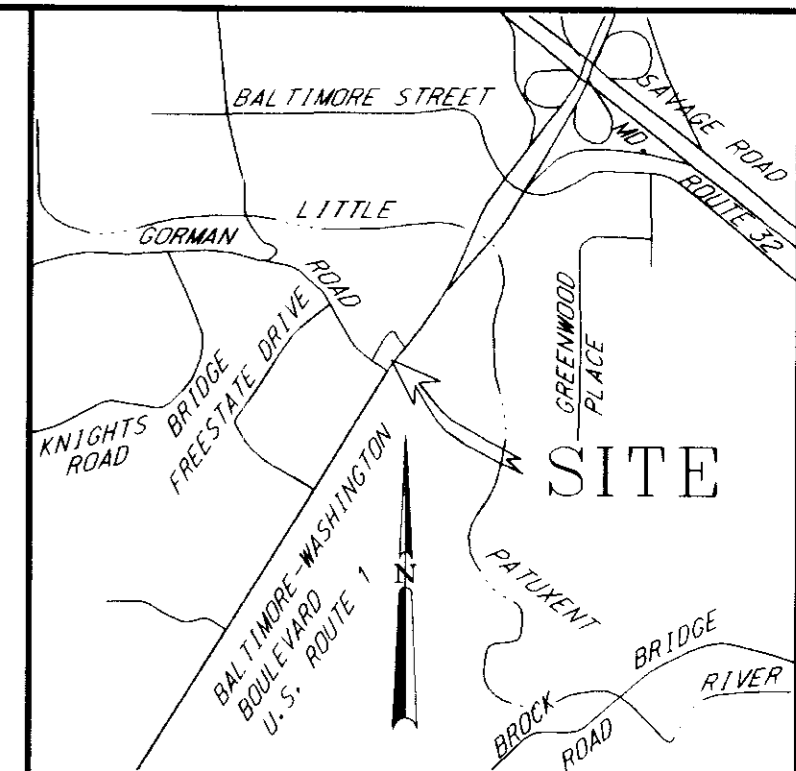 BALTIMORE STREET
SAVAGE ROAD
MD.
ROUTE 32
LITTLE
GORMAN
ROAD
GREENWOOD
PLACE
BRIDGE
FREESTATE DRIVE
KNIGHTS
ROAD
SITE
BALTIMORE-WASHINGTON
BOULEVARD
U.S. ROUTE 1
N
PATUXENT
BRIDGE
RIVER
BROCK
ROAD